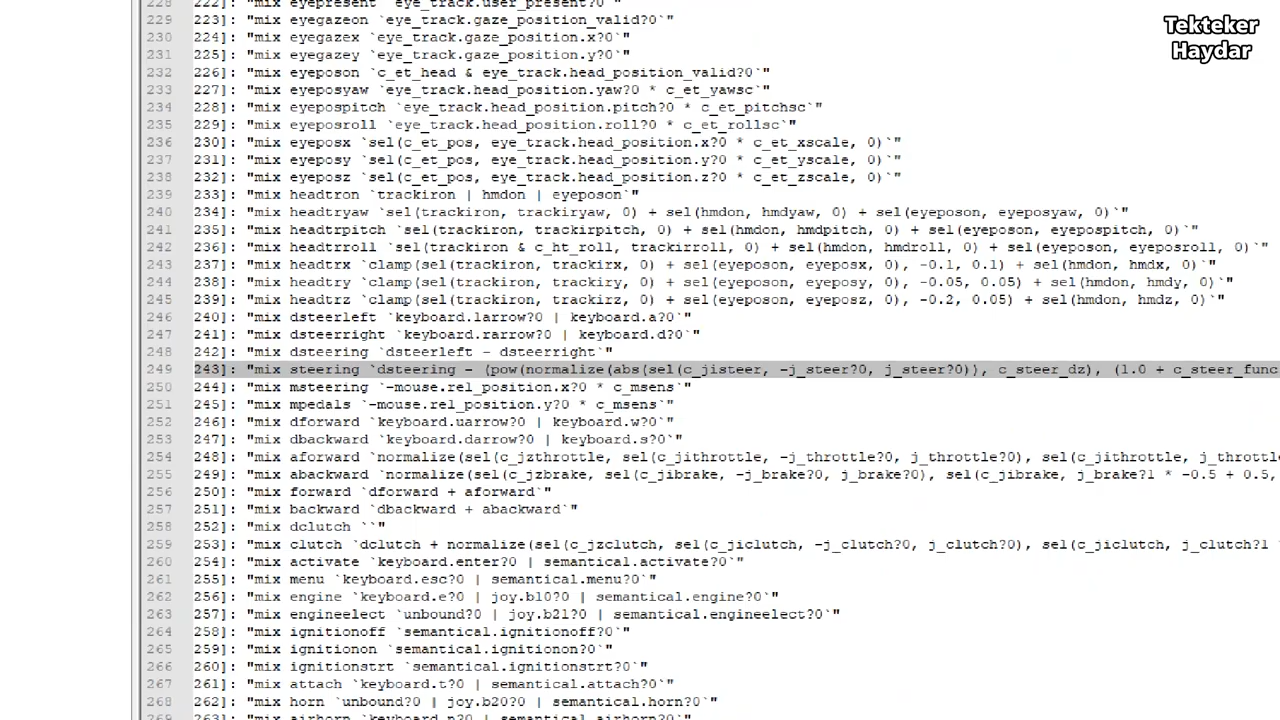 Tekteker
Haydar
228 222]: "mix eyepresent `eye_track.user_present?0`"
229 223]: "mix eyegazeon `eye_track.gaze_position_valid?0`"
230 224]: "mix eyegazex `eye_track.gaze_position.x?0`"
231 225]: "mix eyegazey `eye_track.gaze_position.y?0`"
232 226]: "mix eyeposon `c_et_head & eye_track.head_position_valid?0`"
233 227]: "mix eyeposyaw `eye_track.head_position.yaw?0 * c_et_yawsc`"
234 228]: "mix eyepospitch `eye_track.head_position.pitch?0 * c_et_pitchsc`"
235 229]: "mix eyeposroll `eye_track.head_position.roll?0 * c_et_rollsc`"
236 230]: "mix eyeposx `sel(c_et_pos, eye_track.head_position.x?0 * c_et_xscale, 0)`"
237 231]: "mix eyeposy `sel(c_et_pos, eye_track.head_position.y?0 * c_et_yscale, 0)`"
238 232]: "mix eyeposz `sel(c_et_pos, eye_track.head_position.z?0 * c_et_zscale, 0)`"
239 233]: "mix headtron `trackiron | hmdon | eyeposon`"
240 234]: "mix headtryaw `sel(trackiron, trackiryaw, 0) + sel(hmdon, hmdyaw, 0) + sel(eyeposon, eyeposyaw, 0)`"
241 235]: "mix headtrpitch `sel(trackiron, trackirpitch, 0) + sel(hmdon, hmdpitch, 0) + sel(eyeposon, eyepospitch, 0)`"
242 236]: "mix headtrroll `sel(trackiron & c_ht_roll, trackirroll, 0) + sel(hmdon, hmdroll, 0) + sel(eyeposon, eyeposroll, 0)`"
243 237]: "mix headtrx `clamp(sel(trackiron, trackirx, 0) + sel(eyeposon, eyeposx, 0), -0.1, 0.1) + sel(hmdon, hmdx, 0)`"
244 238]: "mix headtry `clamp(sel(trackiron, trackiry, 0) + sel(eyeposon, eyeposy, 0), -0.05, 0.05) + sel(hmdon, hmdy, 0)`"
245 239]: "mix headtrz `clamp(sel(trackiron, trackirz, 0) + sel(eyeposon, eyeposz, 0), -0.2, 0.05) + sel(hmdon, hmdz, 0)`"
246 240]: "mix dsteerleft `keyboard.larrow?0 | keyboard.a?0`"
247 241]: "mix dsteerright `keyboard.rarrow?0 | keyboard.d?0`"
248 242]: "mix dsteering `dsteerleft - dsteerright`"
249 243]: "mix steering `dsteering - (pow(normalize(abs(sel(c_jisteer, -j_steer?0, j_steer?0)), c_steer_dz), (1.0 + c_steer_func
250 244]: "mix msteering `-mouse.rel_position.x?0 * c_msens`"
251 245]: "mix mpedals `-mouse.rel_position.y?0 * c_msens`"
252 246]: "mix dforward `keyboard.uarrow?0 | keyboard.w?0`"
253 247]: "mix dbackward `keyboard.darrow?0 | keyboard.s?0`"
254 248]: "mix aforward `normalize(sel(c_jzthrottle, sel(c_jithrottle, -j_throttle?0, j_throttle?0), sel(c_jithrottle, j_throttl
255 249]: "mix abackward `normalize(sel(c_jzbrake, sel(c_jibrake, -j_brake?0, j_brake?0), sel(c_jibrake, j_brake?1 * -0.5 + 0.5,
256 250]: "mix forward `dforward + aforward`"
257 251]: "mix backward `dbackward + abackward`"
258 252]: "mix dclutch ``"
259 253]: "mix clutch `dclutch + normalize(sel(c_jzclutch, sel(c_jiclutch, -j_clutch?0, j_clutch?0), sel(c_jiclutch, j_clutch?1
260 254]: "mix activate `keyboard.enter?0 | semantical.activate?0`"
261 255]: "mix menu `keyboard.esc?0 | semantical.menu?0`"
262 256]: "mix engine `keyboard.e?0 | joy.b10?0 | semantical.engine?0`"
263 257]: "mix engineelect `unbound?0 | joy.b21?0 | semantical.engineelect?0`"
264 258]: "mix ignitionoff `semantical.ignitionoff?0`"
265 259]: "mix ignitionon `semantical.ignitionon?0`"
266 260]: "mix ignitionstrt `semantical.ignitionstrt?0`"
267 261]: "mix attach `keyboard.t?0 | semantical.attach?0`"
268 262]: "mix horn `unbound?0 | joy.b20?0 | semantical.horn?0`"
269 263]: "mix airhorn `keyboard.n?0 | semantical.airhorn?0`"